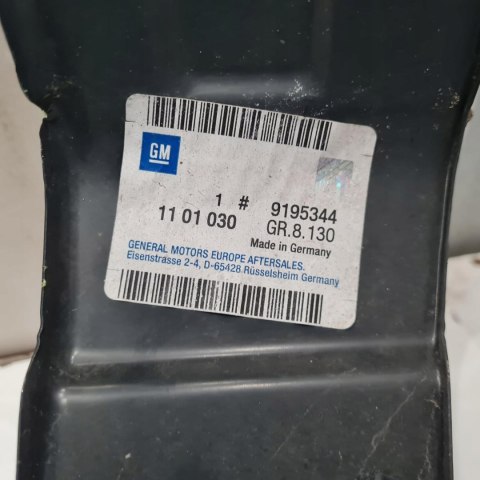 GM
1 # 9195344
11 01 030 GR.8.130
Made in Germany
GENERAL MOTORS EUROPE AFTERSALES.
Eisenstrasse 2-4, D-65428 Rüsselsheim Germany